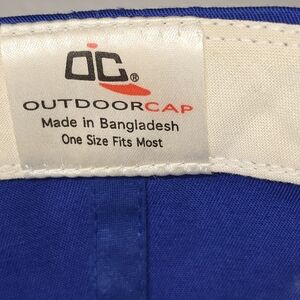 OC®
OUTDOORCAP
Made in Bangladesh
One Size Fits Most